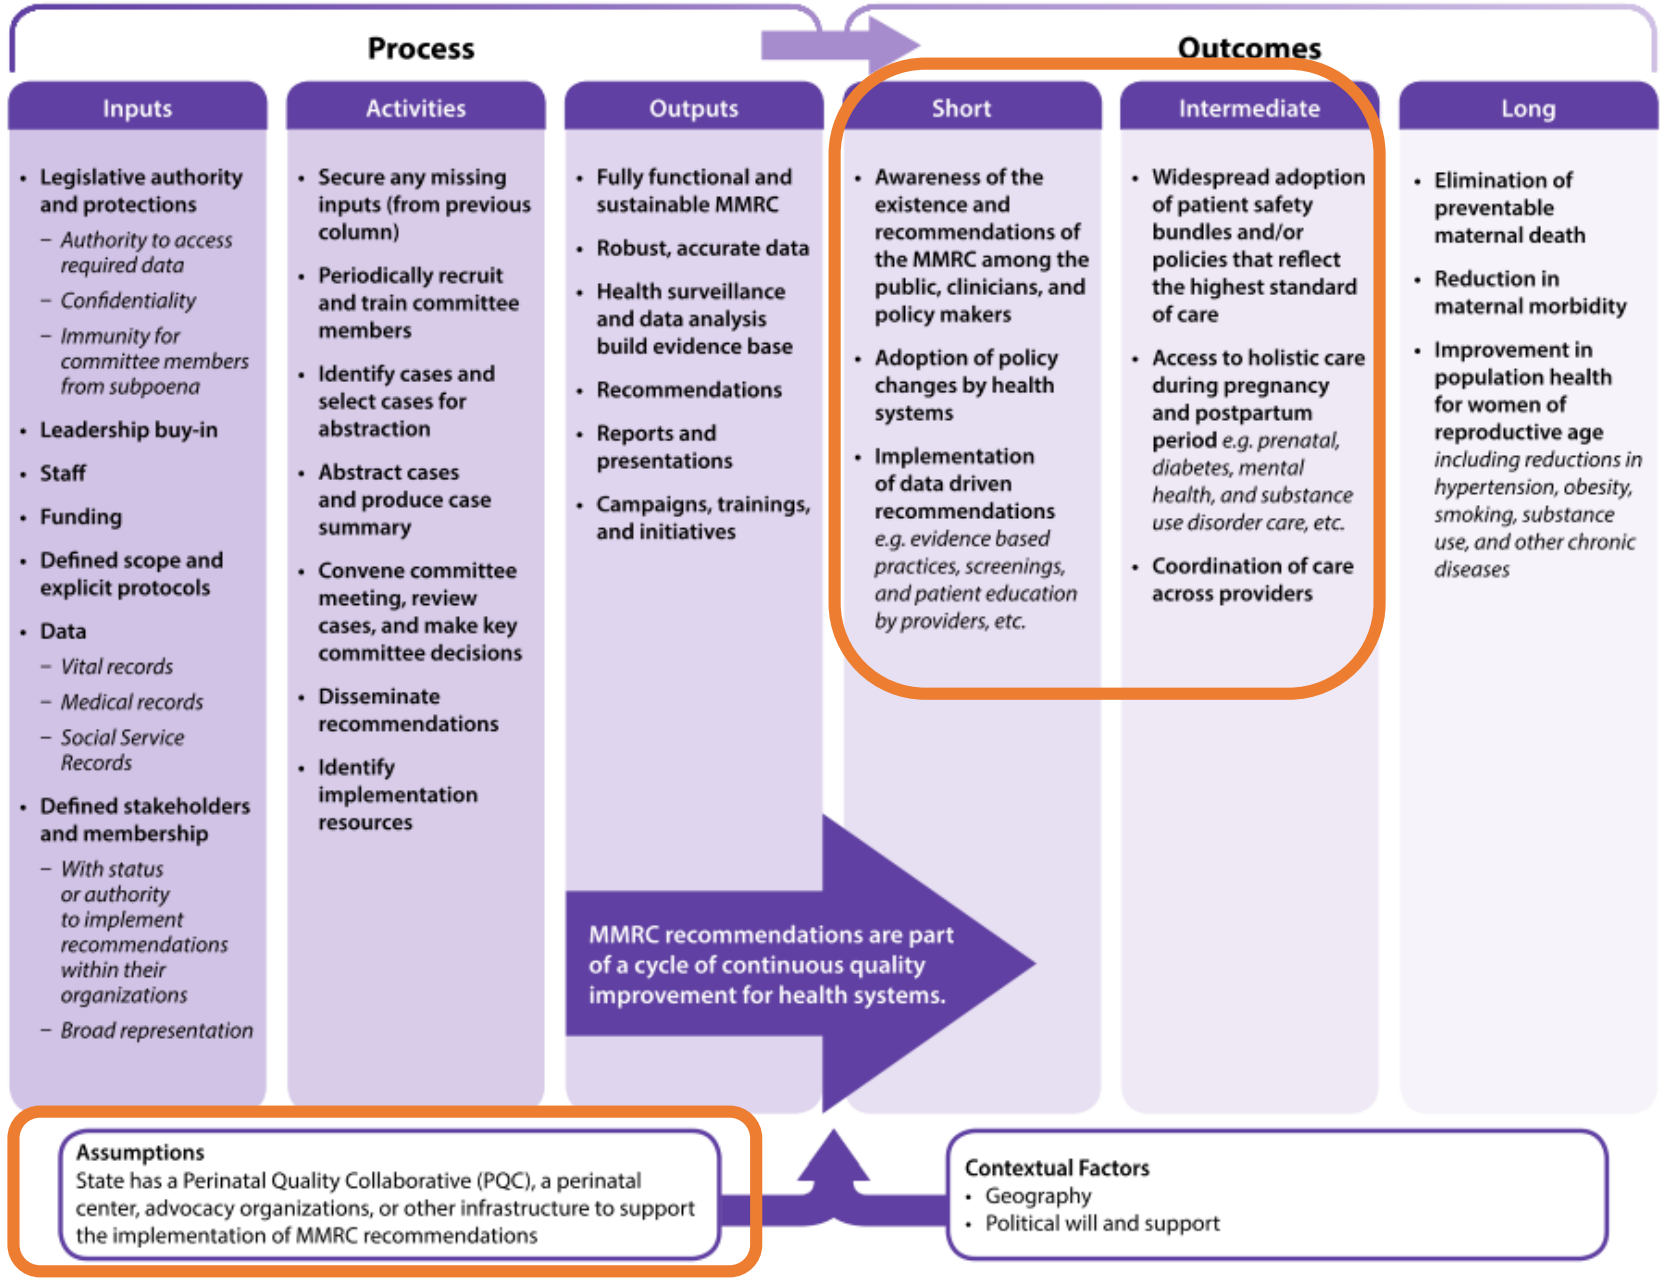 Process
Outcomes
Inputs
• Legislative authority
and protections
– Authority to access
required data
– Confidentiality
– Immunity for
committee members
from subpoena
• Leadership buy-in
• Staff
• Funding
• Defined scope and
explicit protocols
• Data
– Vital records
– Medical records
– Social Service
Records
• Defined stakeholders
and membership
– With status
or authority
to implement
recommendations
within their
organizations
– Broad representation
Activities
• Secure any missing
inputs (from previous
column)
• Periodically recruit
and train committee
members
• Identify cases and
select cases for
abstraction
• Abstract cases
and produce case
summary
• Convene committee
meeting, review
cases, and make key
committee decisions
• Disseminate
recommendations
• Identify
implementation
resources
Outputs
• Fully functional and
sustainable MMRC
• Robust, accurate data
• Health surveillance
and data analysis
build evidence base
• Recommendations
• Reports and
presentations
• Campaigns, trainings,
and initiatives
Short
• Awareness of the
existence and
recommendations of
the MMRC among the
public, clinicians, and
policy makers
• Adoption of policy
changes by health
systems
• Implementation
of data driven
recommendations
e.g. evidence based
practices, screenings,
and patient education
by providers, etc.
Intermediate
• Widespread adoption
of patient safety
bundles and/or
policies that reflect
the highest standard
of care
• Access to holistic care
during pregnancy
and postpartum
period e.g. prenatal,
diabetes, mental
health, and substance
use disorder care, etc.
• Coordination of care
across providers
Long
• Elimination of
preventable
maternal death
• Reduction in
maternal morbidity
• Improvement in
population health
for women of
reproductive age
including reductions in
hypertension, obesity,
smoking, substance
use, and other chronic
diseases
MMRC recommendations are part
of a cycle of continuous quality
improvement for health systems.
Assumptions
State has a Perinatal Quality Collaborative (PQC), a perinatal
center, advocacy organizations, or other infrastructure to support
the implementation of MMRC recommendations
Contextual Factors
• Geography
• Political will and support